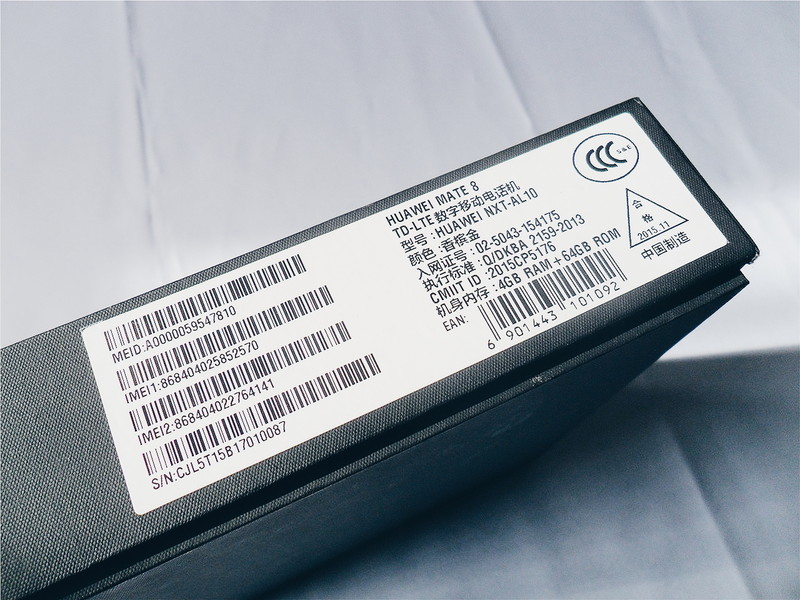 MEID:A0000059547810
IMEI1:868404025852570
IMEI2:868404022764141
S/N:CJL5T15B17010087
HUAWEI MATE 8
TD-LTE 数字移动电话机
型号:HUAWEI NXT-AL10
颜色:香槟金
入网证号:02-5043-154175
执行标准:Q/DKBA 2159-2013
CMIIT ID:2015CP5176
机身内存:4GB RAM+64GB ROM
EAN:
6 901443 101092
CCC S&E
合
格
2015.11
中国制造